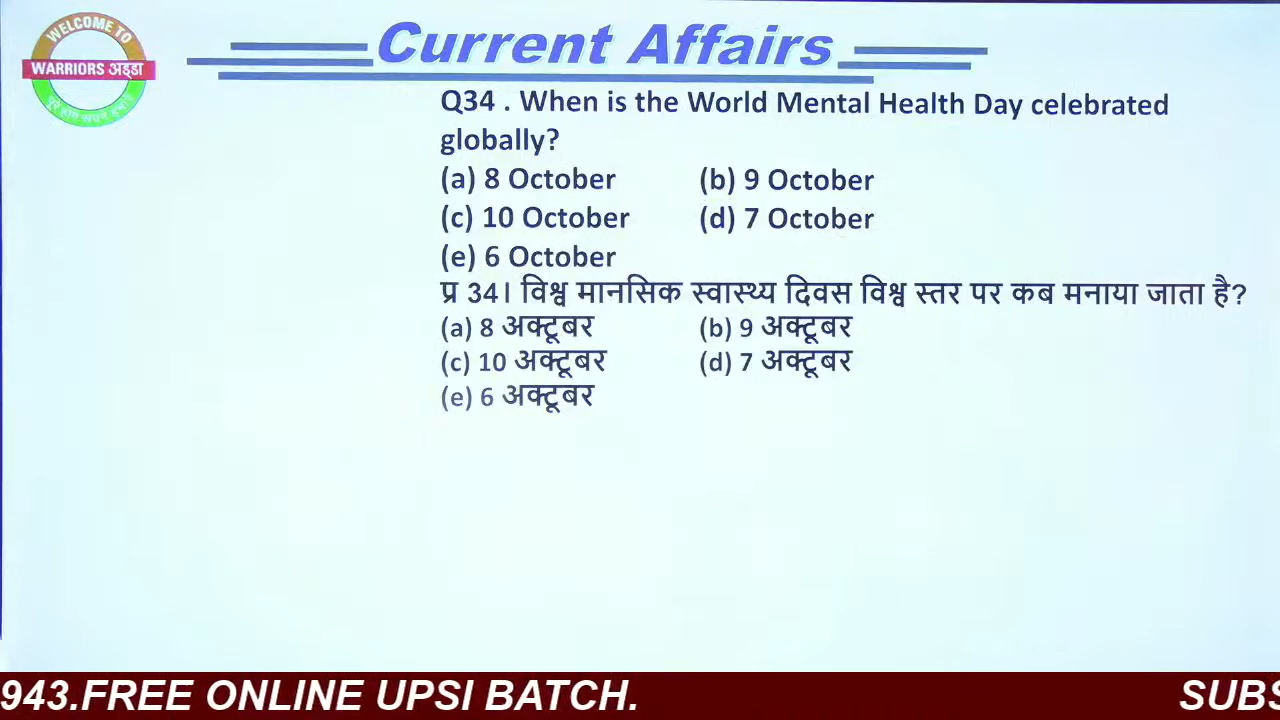 WELCOME TO
WARRIORS अड्डा
Current Affairs
Q34 . When is the World Mental Health Day celebrated
globally?
(a) 8 October (b) 9 October
(c) 10 October (d) 7 October
(e) 6 October
प्र 34। विश्व मानसिक स्वास्थ्य दिवस विश्व स्तर पर कब मनाया जाता है?
(a) 8 अक्टूबर (b) 9 अक्टूबर
(c) 10 अक्टूबर (d) 7 अक्टूबर
(e) 6 अक्टूबर
943.FREE ONLINE UPSI BATCH. SUBS